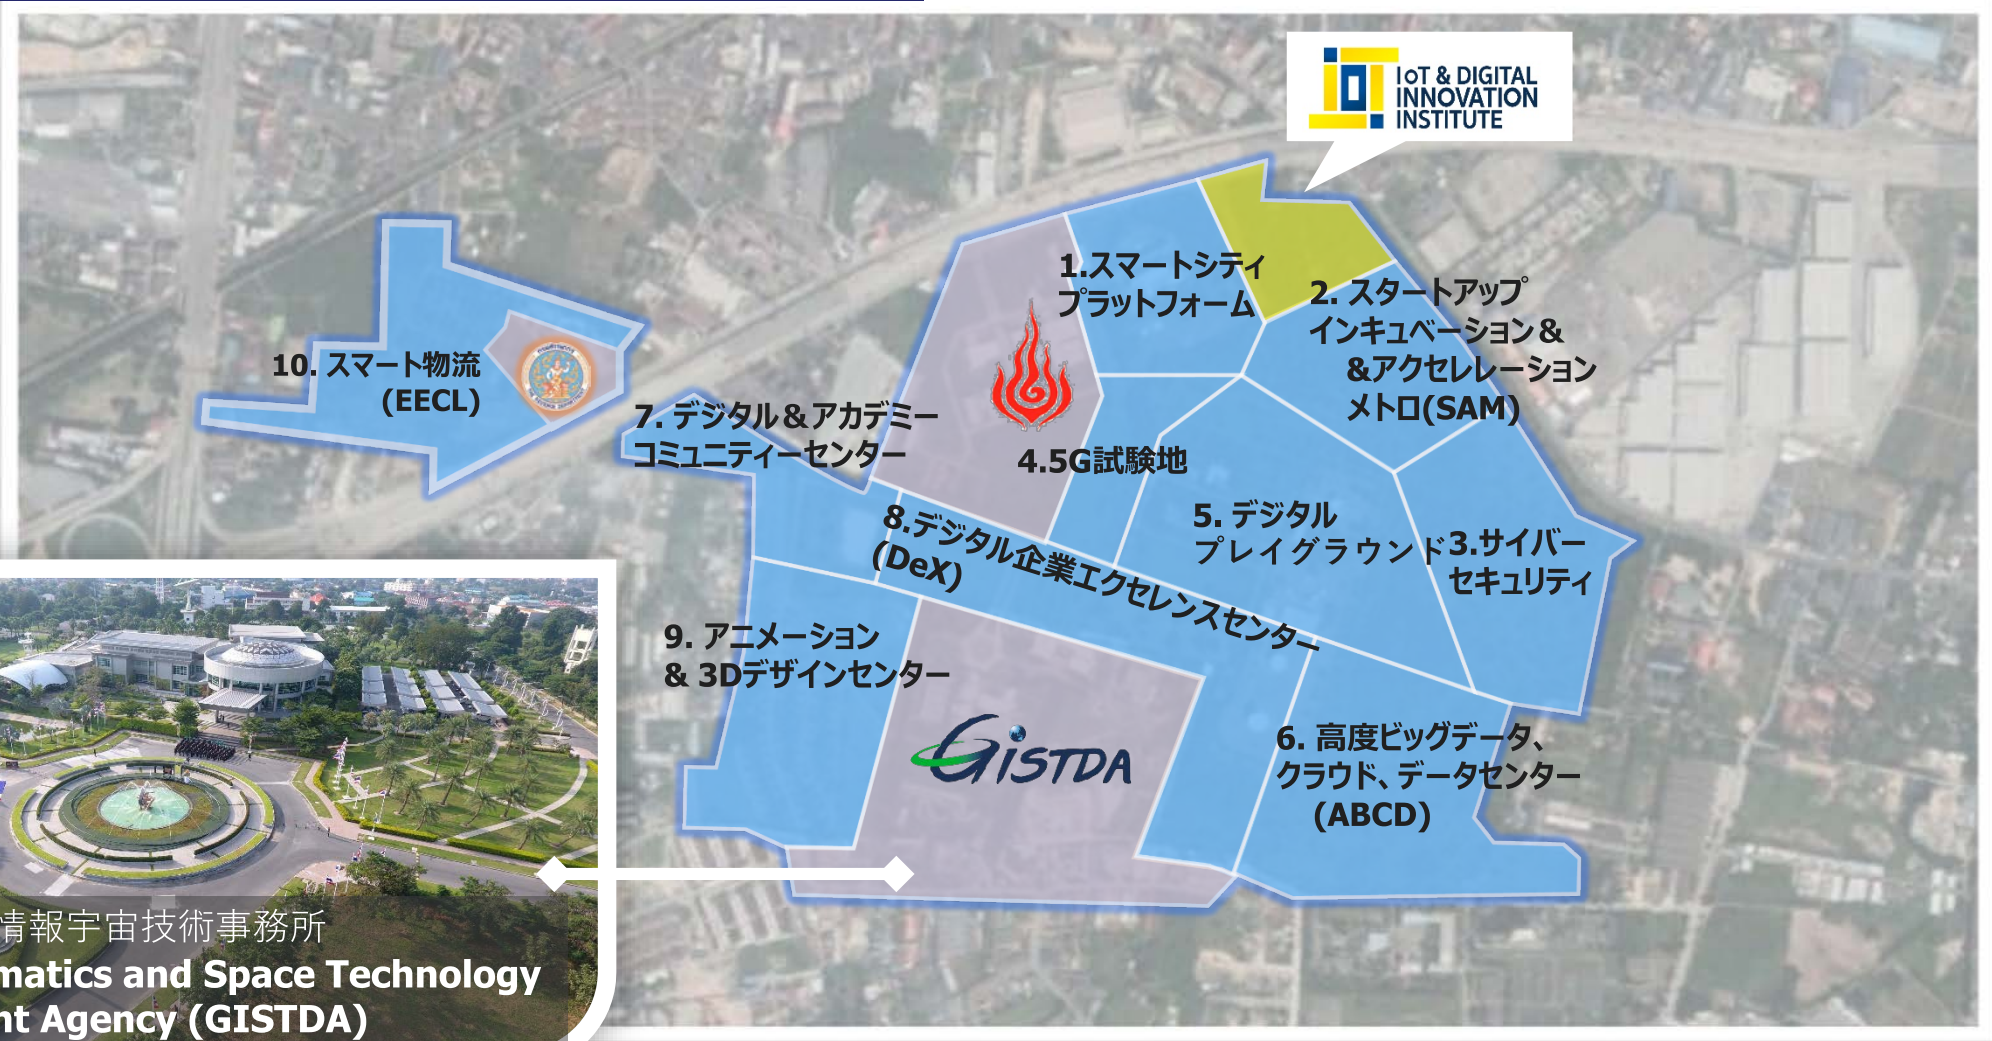 IoT & DIGITAL
INNOVATION
INSTITUTE
1.スマートシティ
プラットフォーム
2. スタートアップ
インキュベーション＆
&アクセレレーション
メトロ(SAM)
10. スマート物流
(EECL)
7. デジタル＆アカデミー
コミュニティーセンター
4.5G試験地
5. デジタル
プレイグラウンド
3.サイバー
セキュリティ
8.デジタル企業エクセレンスセンター
(DeX)
9. アニメーション
& 3Dデザインセンター
GISTDA
6. 高度ビッグデータ、
クラウド、データセンター
(ABCD)
情報宇宙技術事務所
matics and Space Technology
nt Agency (GISTDA)